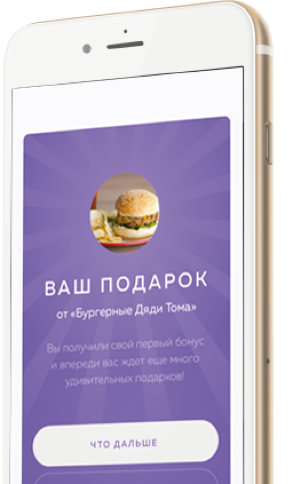 ВАШ ПОДАРОК
от «Бургерные Дяди Тома»
Вы получили свой первый бонус
и впереди вас ждет еще много
удивительных подарков!
ЧТО ДАЛЬШЕ